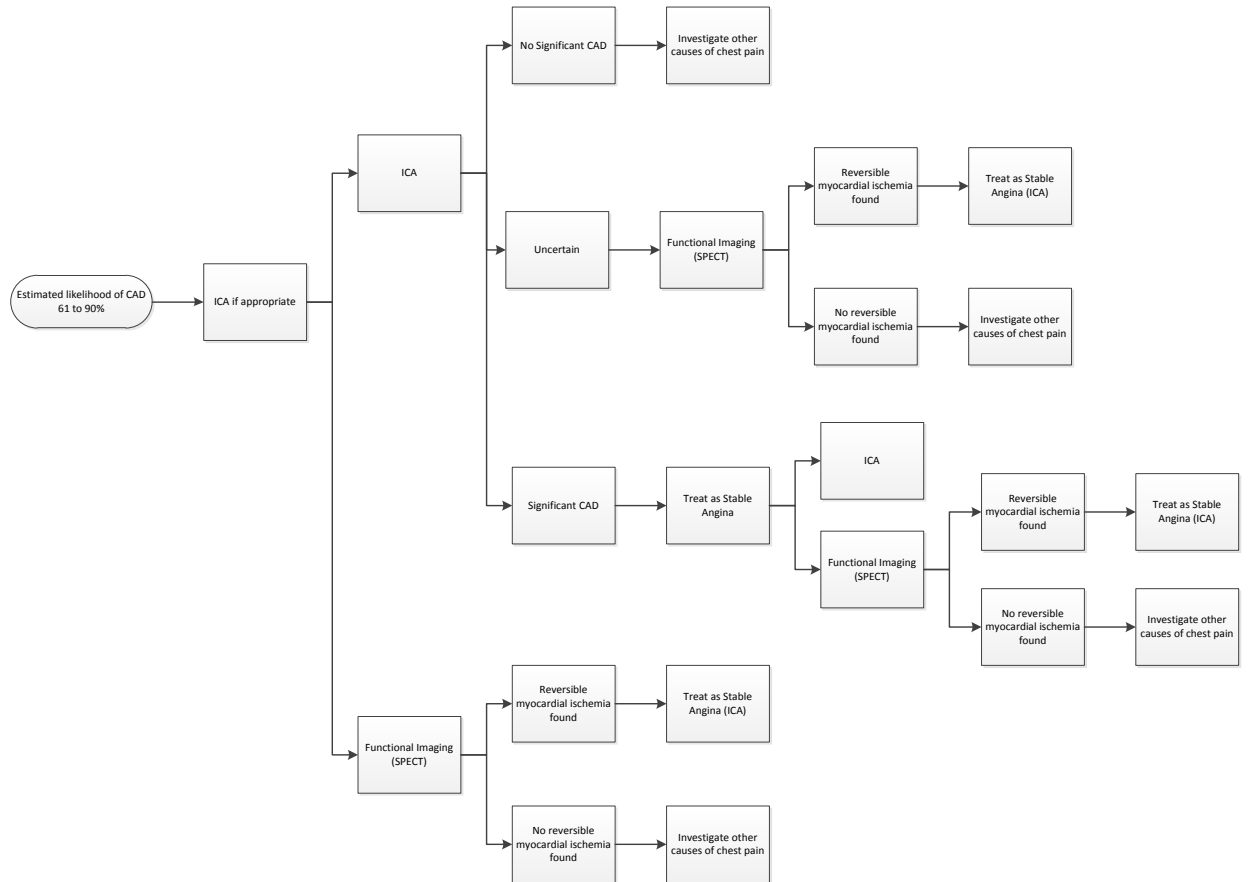 No Significant CAD
Investigate other
causes of chest pain
ICA
Reversible
myocardial ischemia
found
Treat as Stable
Angina (ICA)
Uncertain
Functional Imaging
(SPECT)
Estimated likelihood of CAD
61 to 90%
ICA if appropriate
No reversible
myocardial ischemia
found
Investigate other
causes of chest pain
ICA
Significant CAD
Treat as Stable
Angina
Reversible
myocardial ischemia
found
Treat as Stable
Angina (ICA)
Functional Imaging
(SPECT)
No reversible
myocardial ischemia
found
Investigate other
causes of chest pain
Reversible
myocardial ischemia
found
Treat as Stable
Angina (ICA)
Functional Imaging
(SPECT)
No reversible
myocardial ischemia
found
Investigate other
causes of chest pain